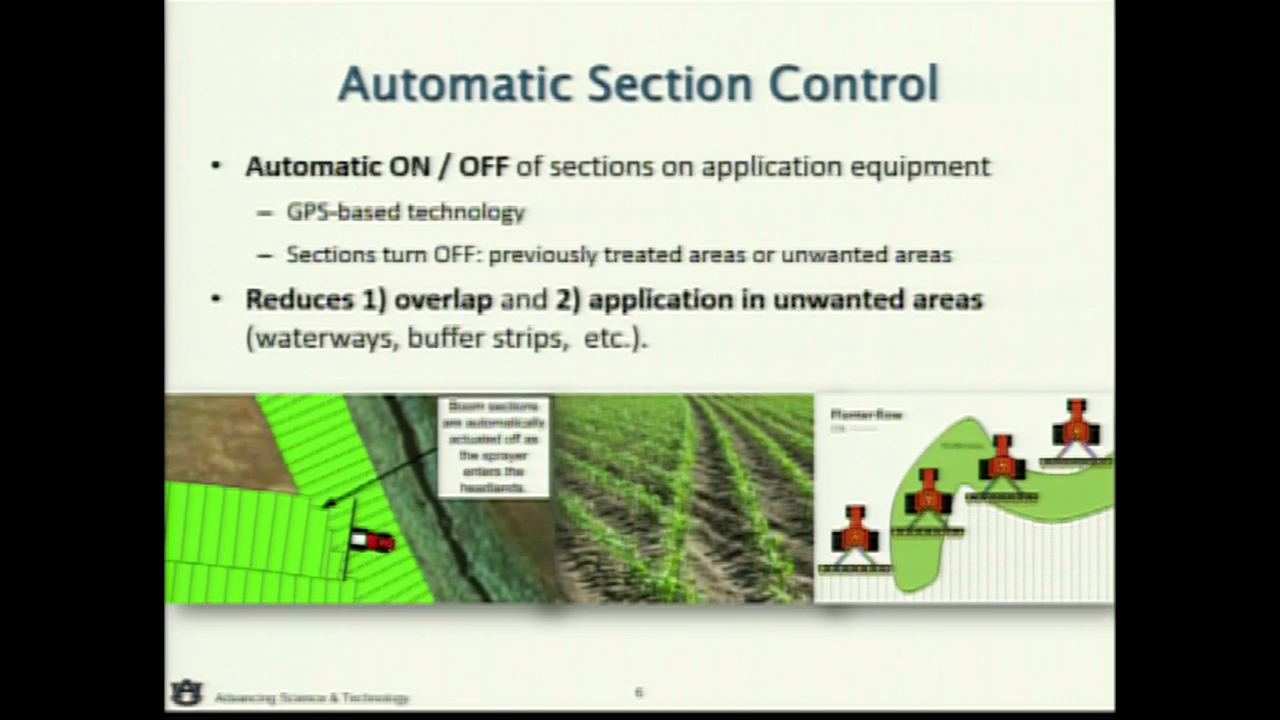 Automatic Section Control
• Automatic ON / OFF of sections on application equipment
– GPS-based technology
– Sections turn OFF: previously treated areas or unwanted areas
• Reduces 1) overlap and 2) application in unwanted areas
(waterways, buffer strips, etc.).
Boom sections
are automatically
actuated off as
the sprayer
enters the
headlands.
Advancing Science & Technology
6